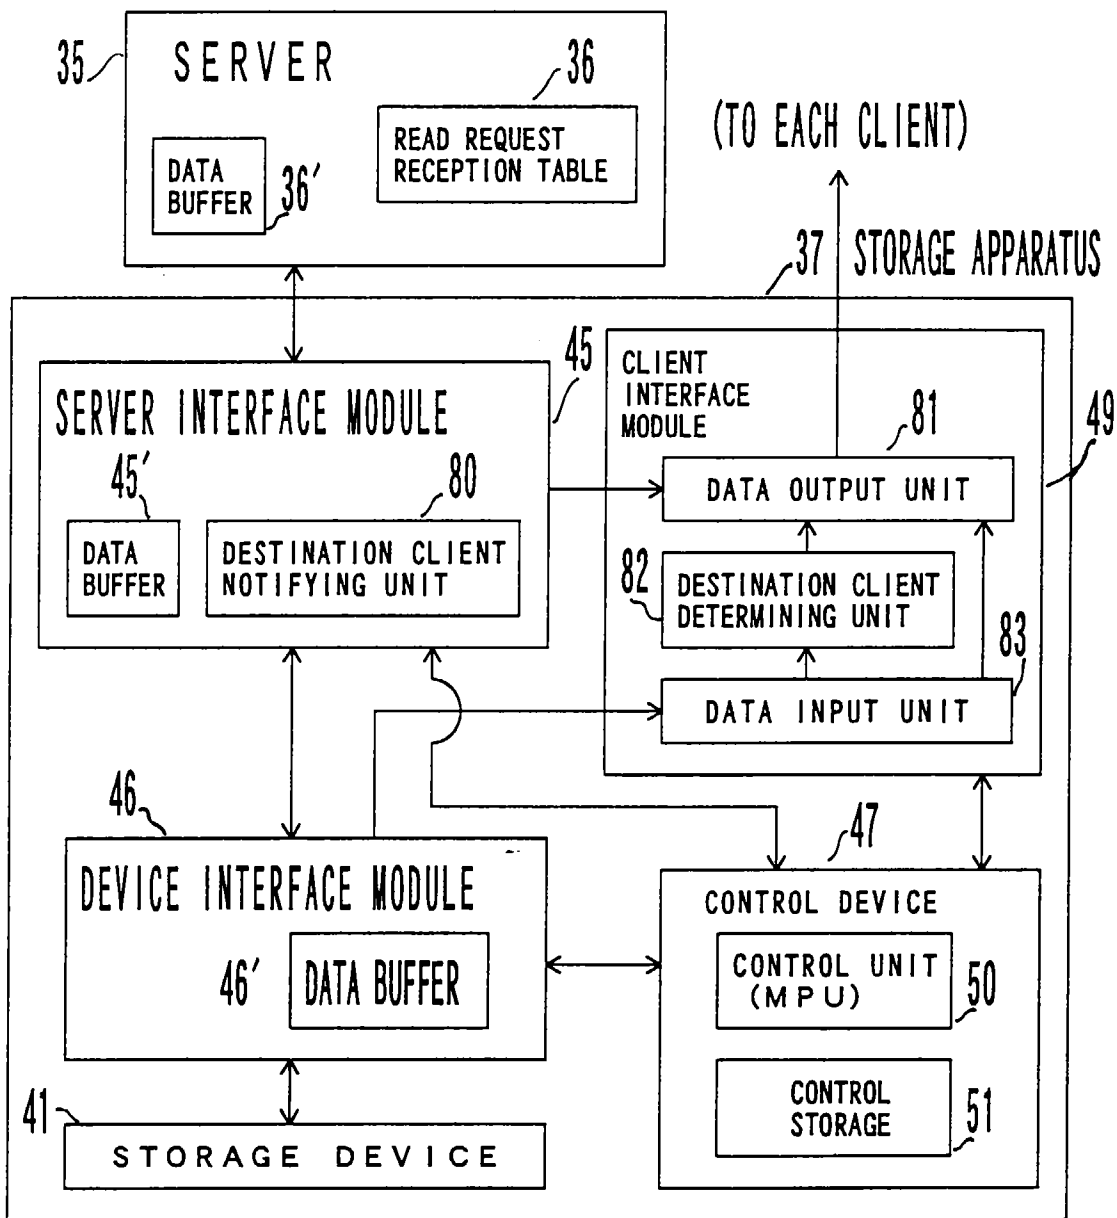 35
SERVER
36
READ REQUEST
RECEPTION TABLE
DATA
BUFFER
36'
(TO EACH CLIENT)
37 STORAGE APPARATUS
45
SERVER INTERFACE MODULE
45'
80
DATA
BUFFER
DESTINATION CLIENT
NOTIFYING UNIT
CLIENT
INTERFACE
MODULE
81
49
DATA OUTPUT UNIT
82
DESTINATION CLIENT
DETERMINING UNIT
83
DATA INPUT UNIT
46
DEVICE INTERFACE MODULE
46'
DATA BUFFER
47
CONTROL DEVICE
CONTROL UNIT
(MPU)
50
CONTROL
STORAGE
51
41
STORAGE DEVICE